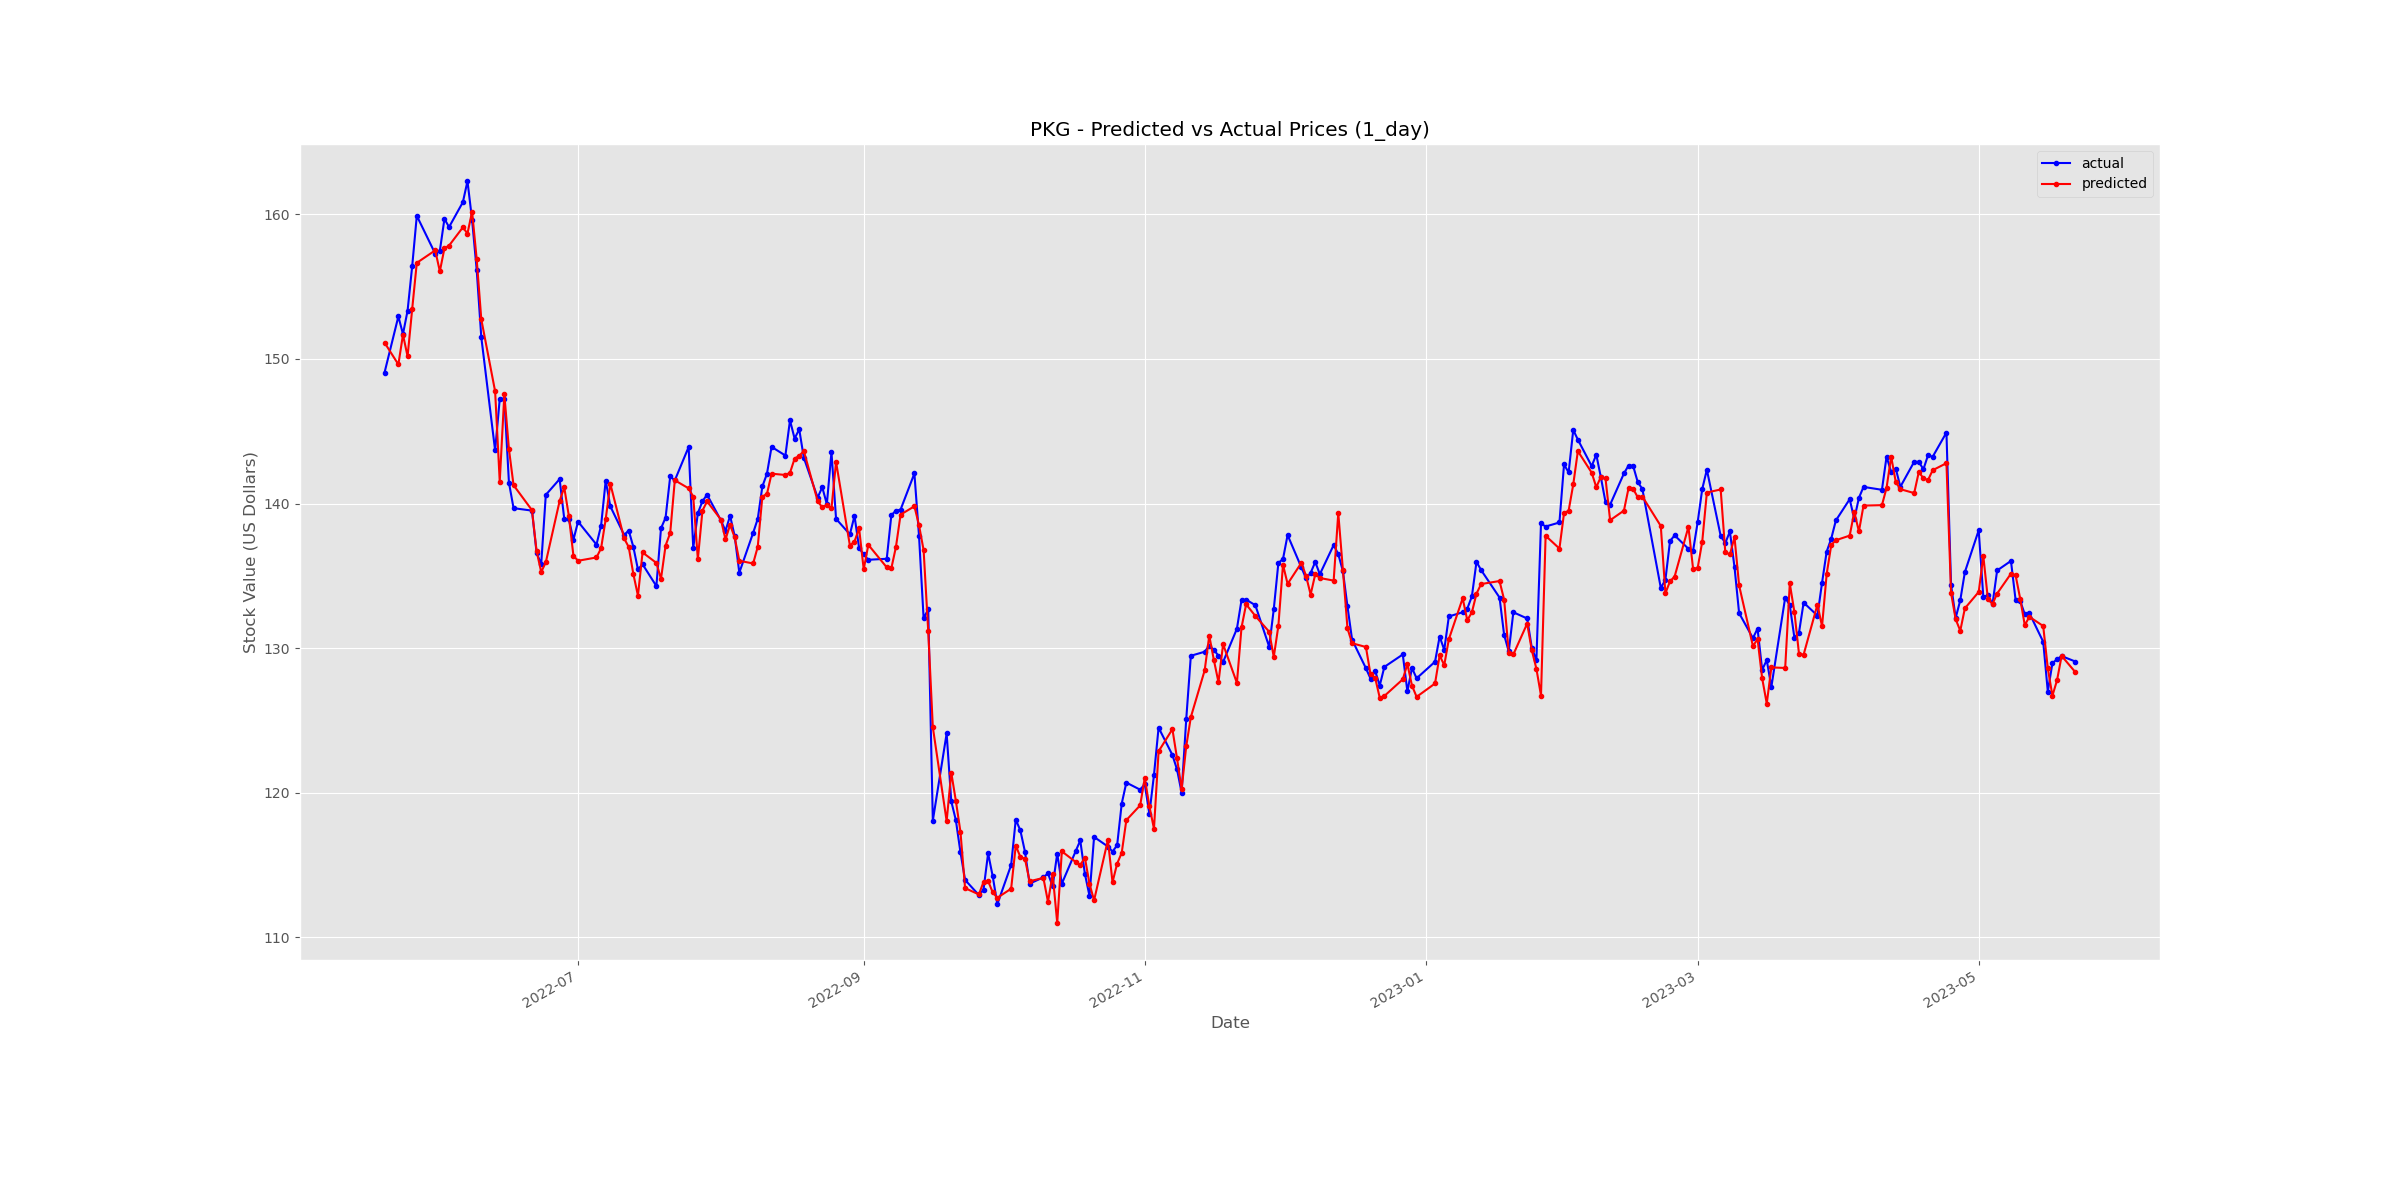 PKG - Predicted vs Actual Prices (1_day)
actual
predicted
Stock Value (US Dollars)
160
150
140
130
120
110
2022-07
2022-09
2022-11
2023-01
2023-03
2023-05
Date